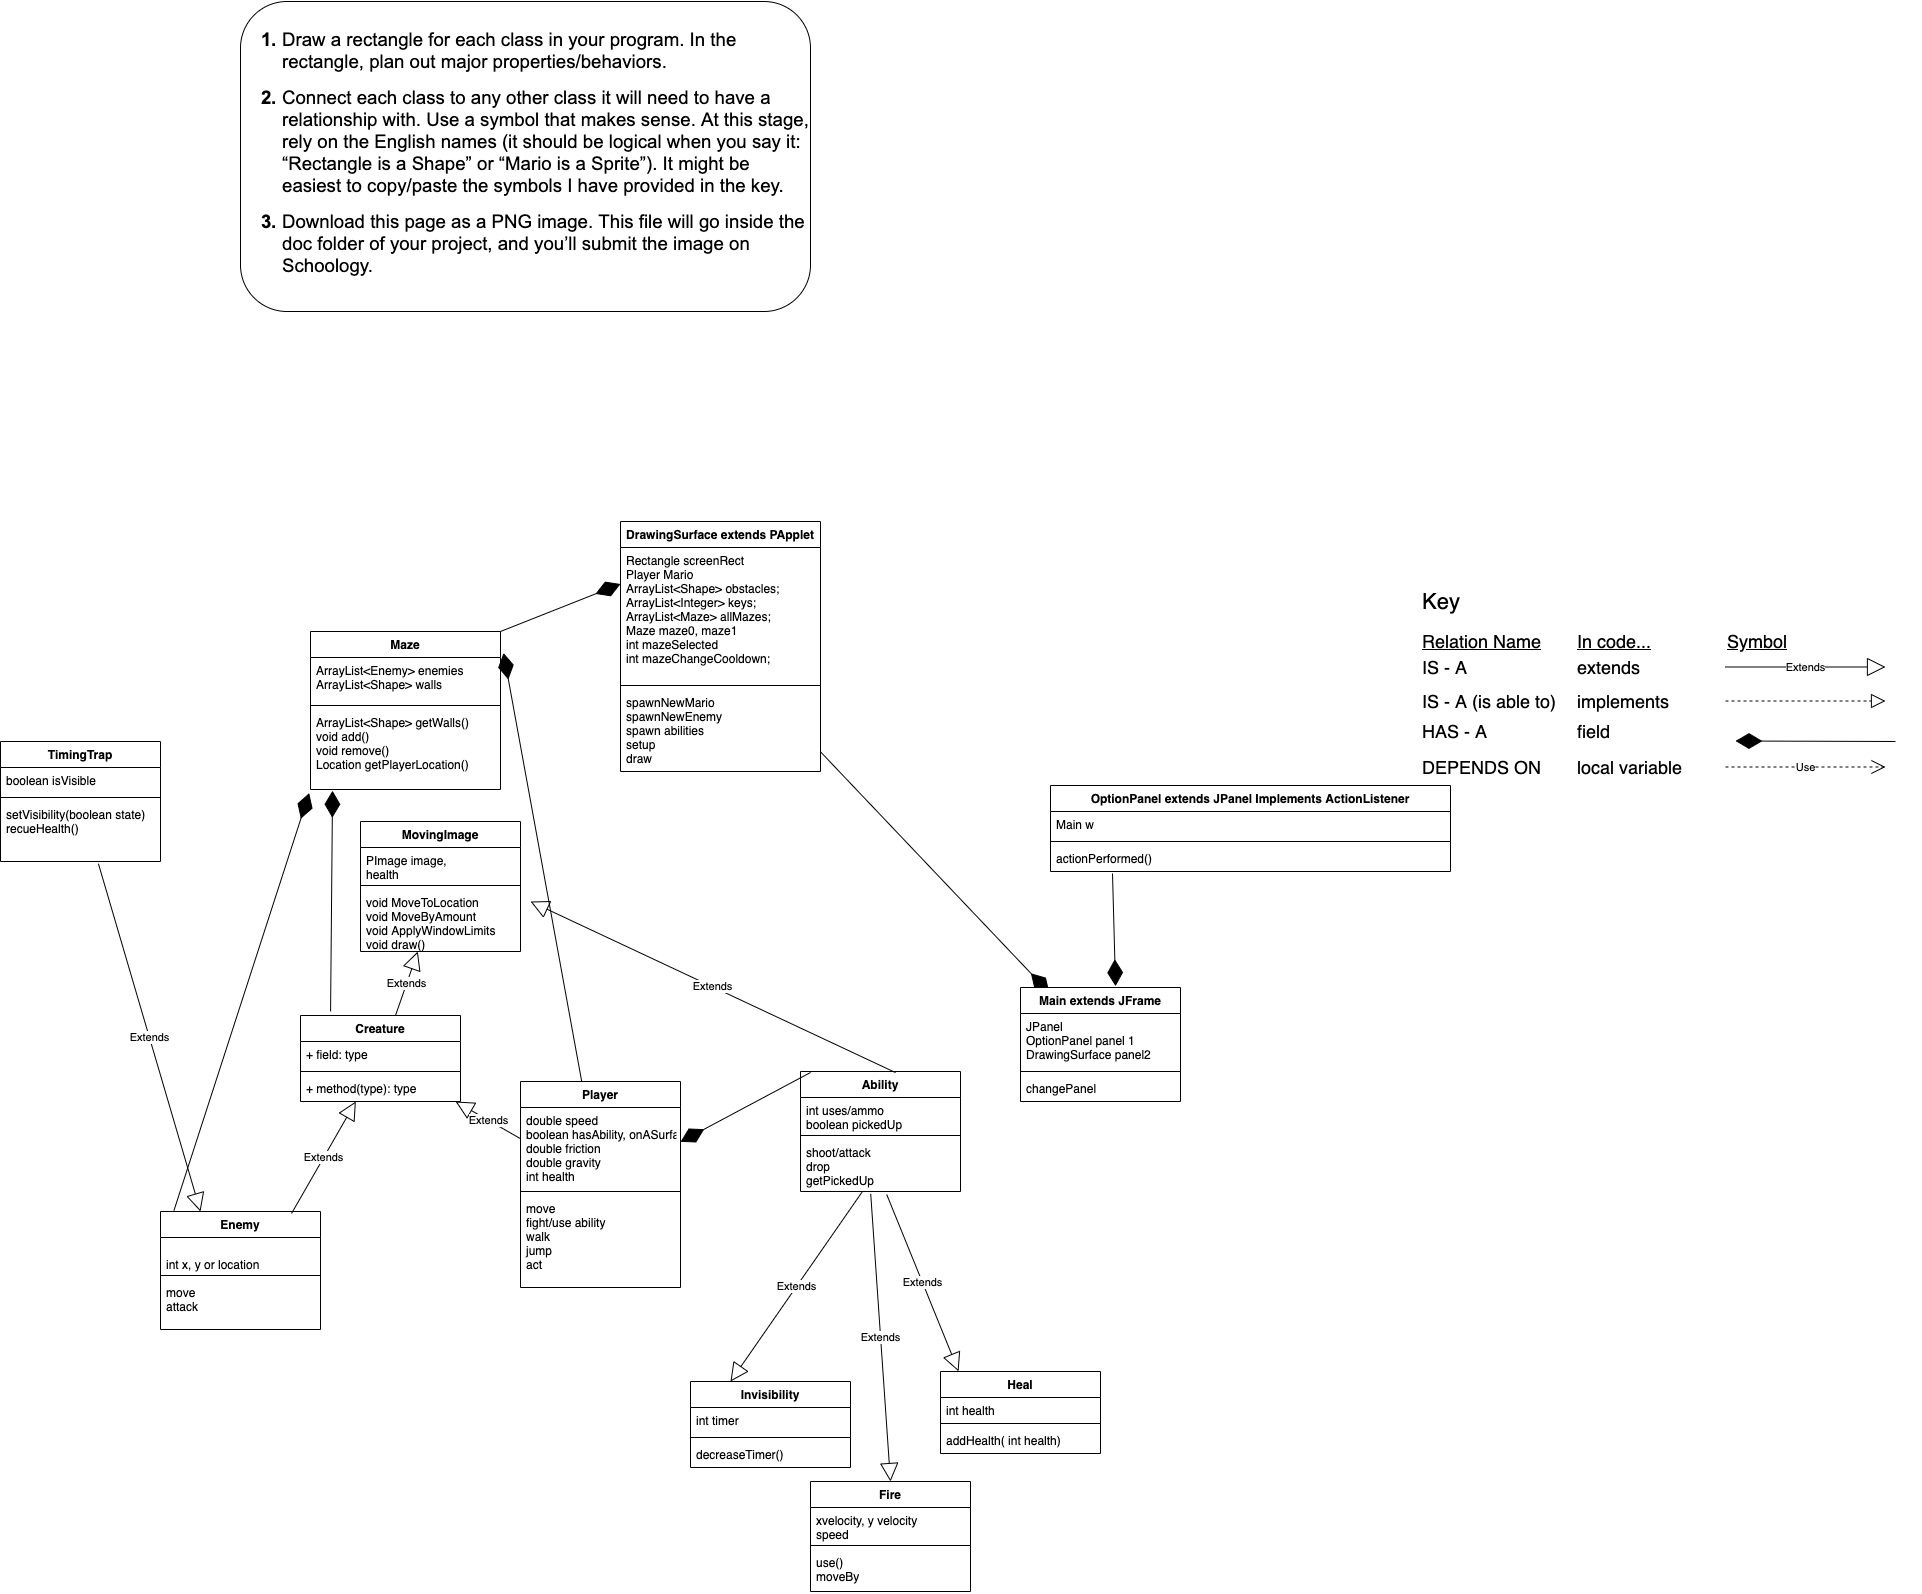 1. Draw a rectangle for each class in your program. In the
rectangle, plan out major properties/behaviors.
2. Connect each class to any other class it will need to have a
relationship with. Use a symbol that makes sense. At this stage,
rely on the English names (it should be logical when you say it:
“Rectangle is a Shape” or “Mario is a Sprite”). It might be
easiest to copy/paste the symbols I have provided in the key.
3. Download this page as a PNG image. This file will go inside the
doc folder of your project, and you’ll submit the image on
Schoology.
DrawingSurface extends PApplet
Rectangle screenRect
Player Mario
ArrayList<Shape> obstacles;
ArrayList<Integer> keys;
ArrayList<Maze> allMazes;
Maze maze0, maze1
int mazeSelected
int mazeChangeCooldown;
spawnNewMario
spawnNewEnemy
spawn abilities
setup
draw
Key
Relation Name In code... Symbol
IS - A extends Extends
IS - A (is able to) implements
HAS - A field
DEPENDS ON local variable Use
Maze
ArrayList<Enemy> enemies
ArrayList<Shape> walls
ArrayList<Shape> getWalls()
void add()
void remove()
Location getPlayerLocation()
TimingTrap
boolean isVisible
setVisibility(boolean state)
recueHealth()
OptionPanel extends JPanel Implements ActionListener
Main w
actionPerformed()
MovingImage
PImage image,
health
void MoveToLocation
void MoveByAmount
void ApplyWindowLimits
void draw()
Extends
Extends
Extends
Main extends JFrame
JPanel
OptionPanel panel 1
DrawingSurface panel2
changePanel
Creature
+ field: type
+ method(type): type
Extends
Extends
Player
double speed
boolean hasAbility, onASurfa
double friction
double gravity
int health
move
fight/use ability
walk
jump
act
Ability
int uses/ammo
boolean pickedUp
shoot/attack
drop
getPickedUp
Enemy
int x, y or location
move
attack
Extends
Extends
Extends
Invisibility
int timer
decreaseTimer()
Heal
int health
addHealth( int health)
Fire
xvelocity, y velocity
speed
use()
moveBy